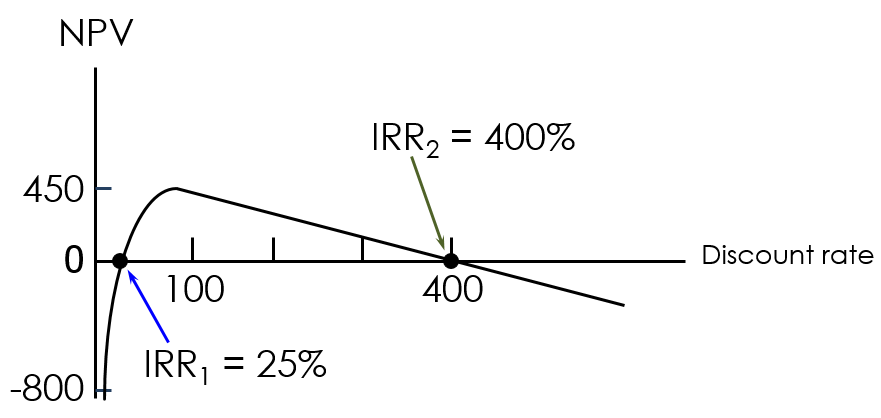 NPV
IRR₂ = 400%
450
0
Discount rate
100
400
IRR₁ = 25%
-800